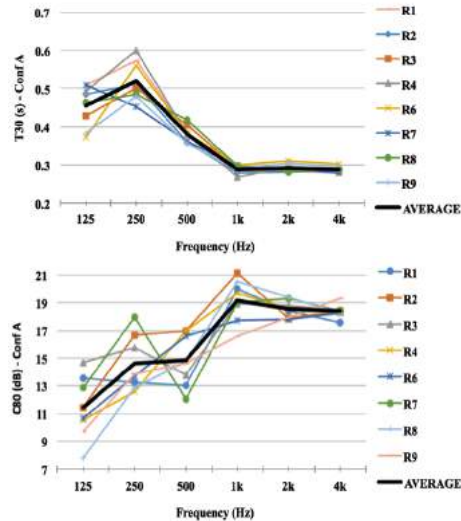 T30 (s) - Conf A
0.7
0.6
0.5
0.4
0.3
0.2
125 250 500 1k 2k 4k
Frequency (Hz)
R1
R2
R3
R4
R6
R7
R8
R9
AVERAGE
C80 (dB) - Conf A
21
19
17
15
13
11
9
7
125 250 500 1k 2k 4k
Frequency (Hz)
R1
R2
R3
R4
R6
R7
R8
R9
AVERAGE